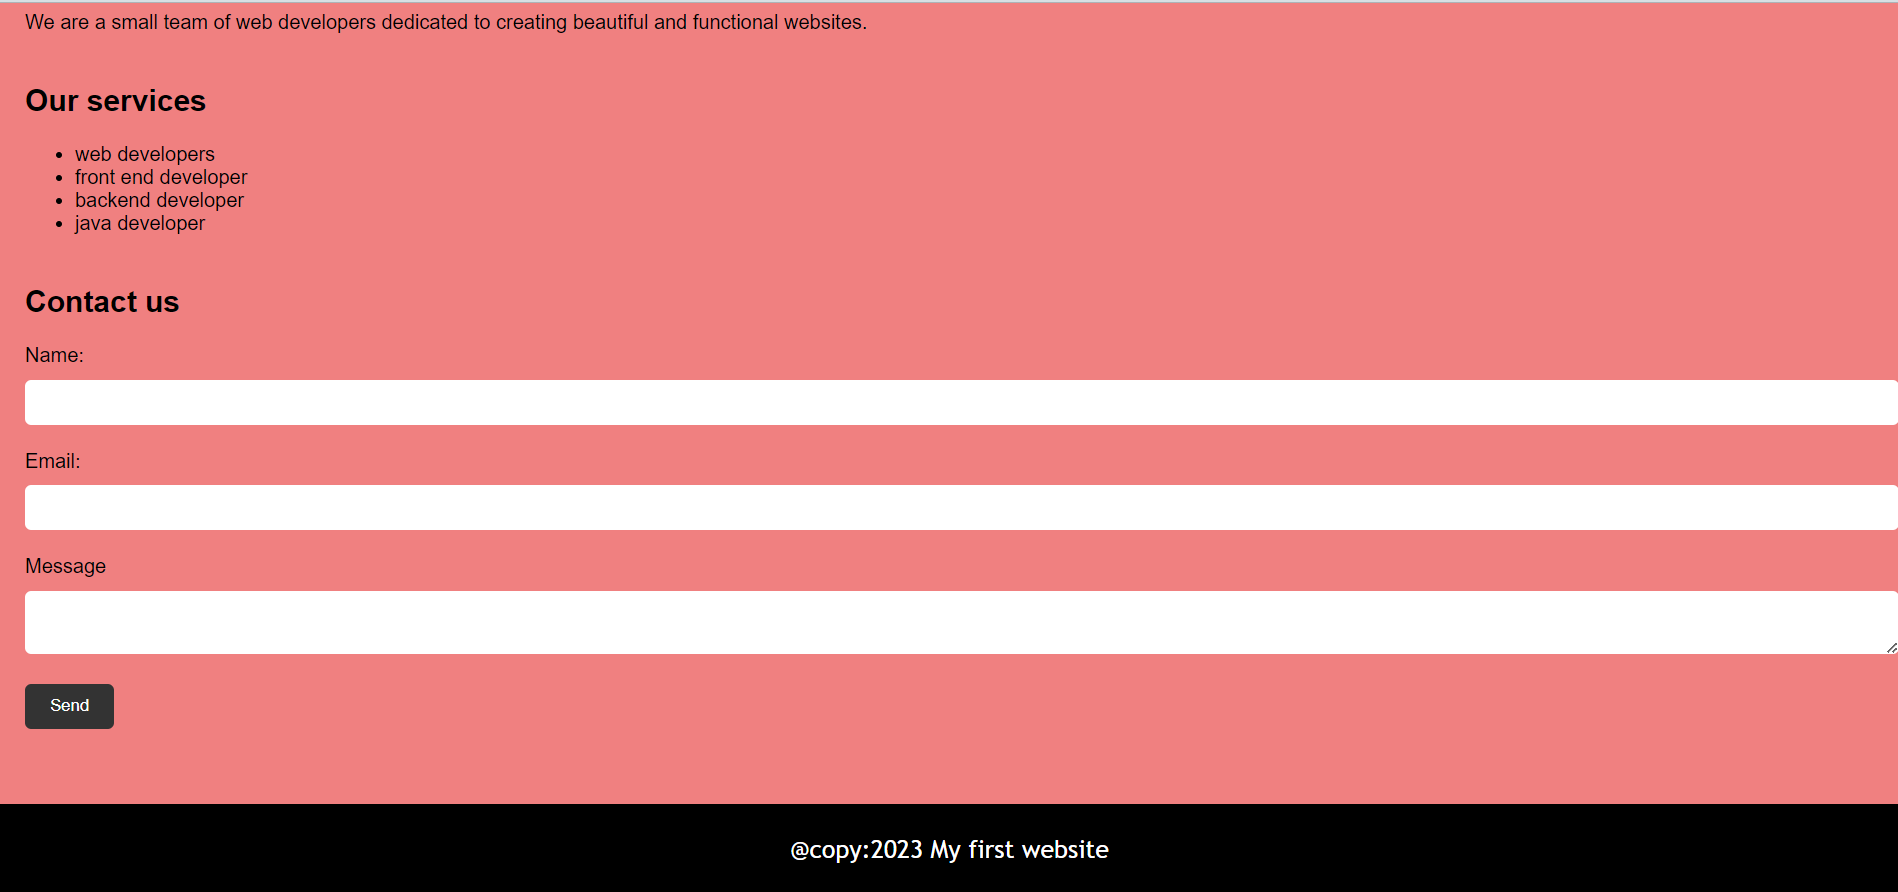 We are a small team of web developers dedicated to creating beautiful and functional websites.
Our services
• web developers
• front end developer
• backend developer
• java developer
Contact us
Name:
Email:
Message
Send
@copy:2023 My first website